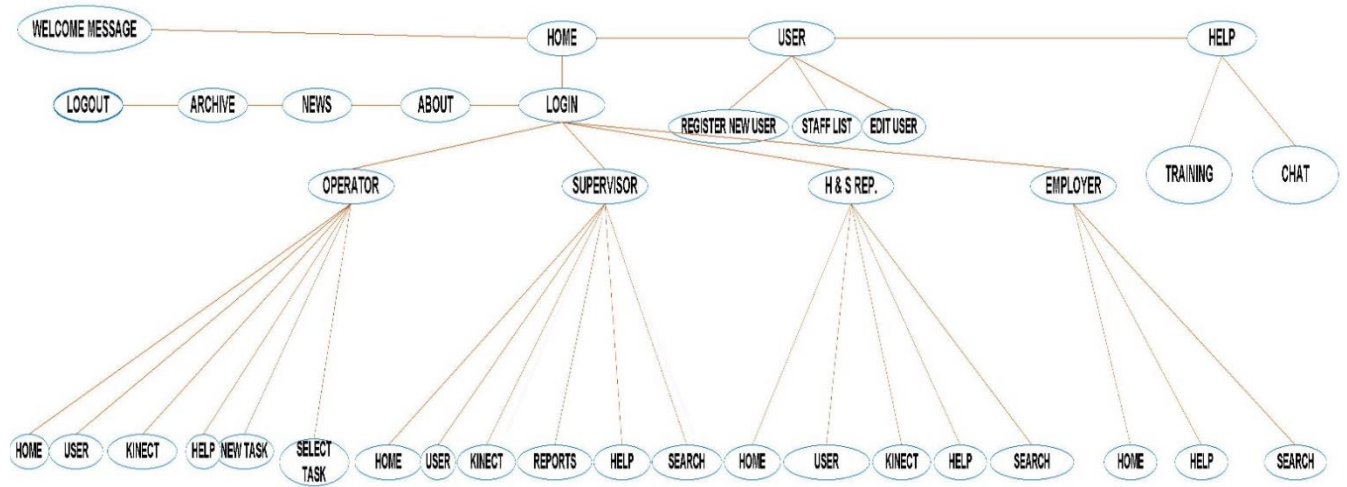 WELCOME MESSAGE
HOME
USER
HELP
LOGOUT
ARCHIVE
NEWS
ABOUT
LOGIN
REGISTER NEW USER
STAFF LIST
EDIT USER
TRAINING
CHAT
OPERATOR
SUPERVISOR
H & S REP.
EMPLOYER
HOME
USER
KINECT
HELP
NEW TASK
SELECT
TASK
HOME
USER
KINECT
REPORTS
HELP
SEARCH
HOME
USER
KINECT
HELP
SEARCH
HOME
HELP
SEARCH